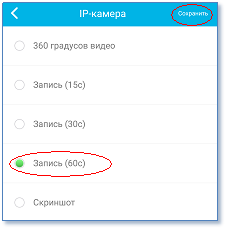 IP-камера
Сохранить
360 градусов видео
Запись (15с)
Запись (30с)
Запись (60с)
Скриншот